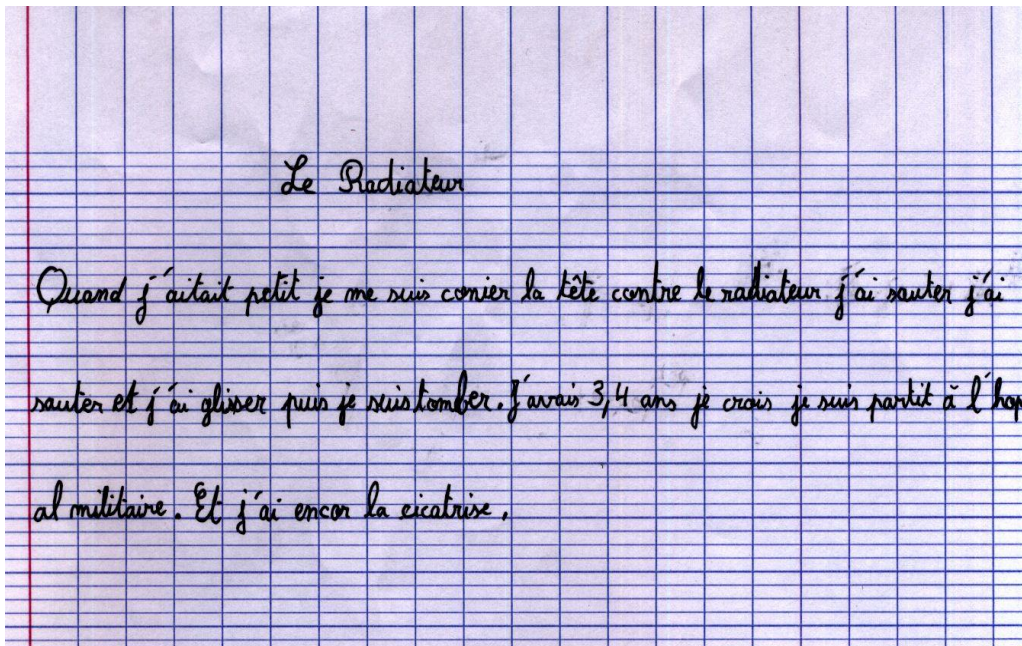 Le Radiateur
Quand j'aitait petit je me suis conier la tête contre le radiateur. j'ai sauter j'ai
sauter et j'ai glisser puis je suis tomber. J'avais 3,4 ans je crois je suis partit à l'hop
al militaire. Et j'ai encor la cicatrise.